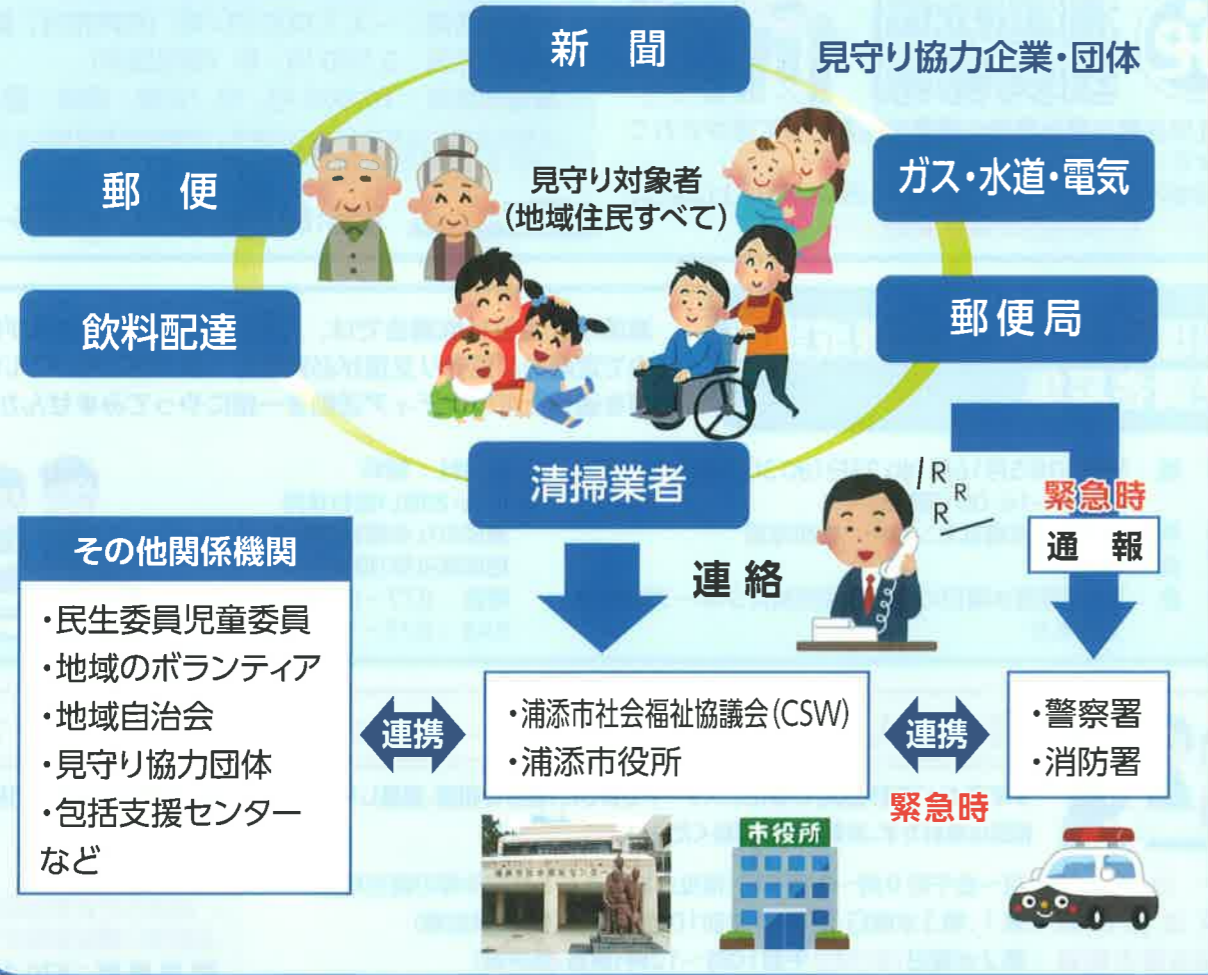 新聞
見守り協力企業・団体
郵便
見守り対象者
(地域住民すべて)
ガス・水道・電気
飲料配達
郵便局
清掃業者
RRR
緊急時
通報
連絡
その他関係機関
・民生委員児童委員
・地域のボランティア
・地域自治会
・見守り協力団体
・包括支援センター
など
連携
・浦添市社会福祉協議会(CSW)
・浦添市役所
連携
緊急時
・警察署
・消防署
市役所